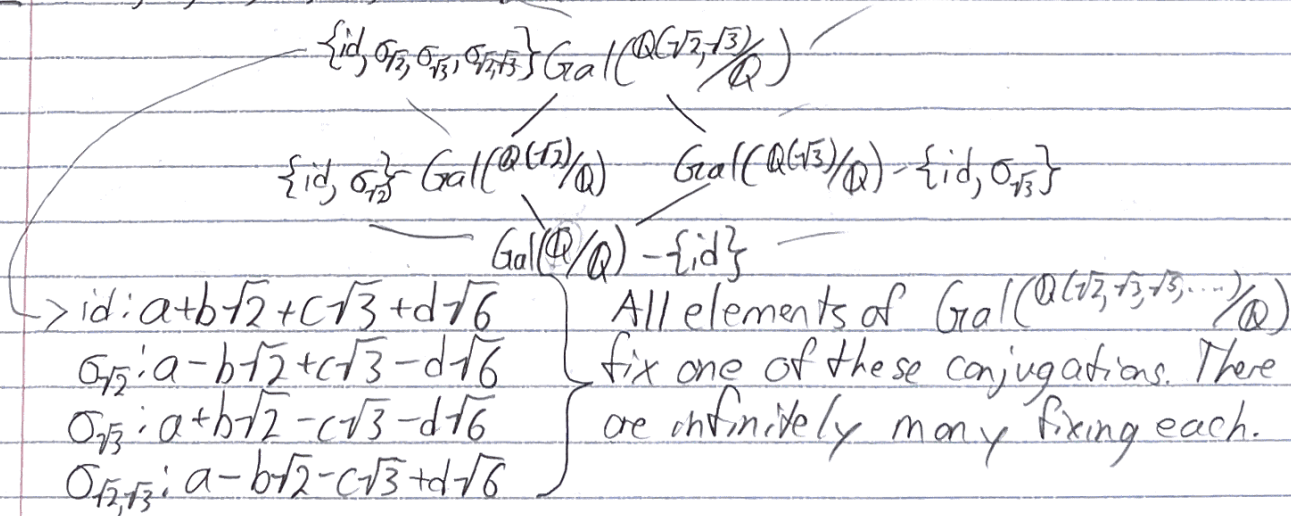 {id, σ√2, σ√3, σ√2,√3} Gal(Q(√2,√3)/Q)
{id, σ√2} - Gal(Q(√2)/Q) Gal(Q(√3)/Q) - {id, σ√3}
Gal(Q/Q) - {id}
> id: a+b√2+c√3+d√6
σ√2: a-b√2+c√3-d√6
σ√3: a+b√2-c√3-d√6
σ√2,√3: a-b√2-c√3+d√6
All elements of Gal(Q(√2,√3,√5,....)/Q)
fix one of these conjugations. There
are infinitely many fixing each.